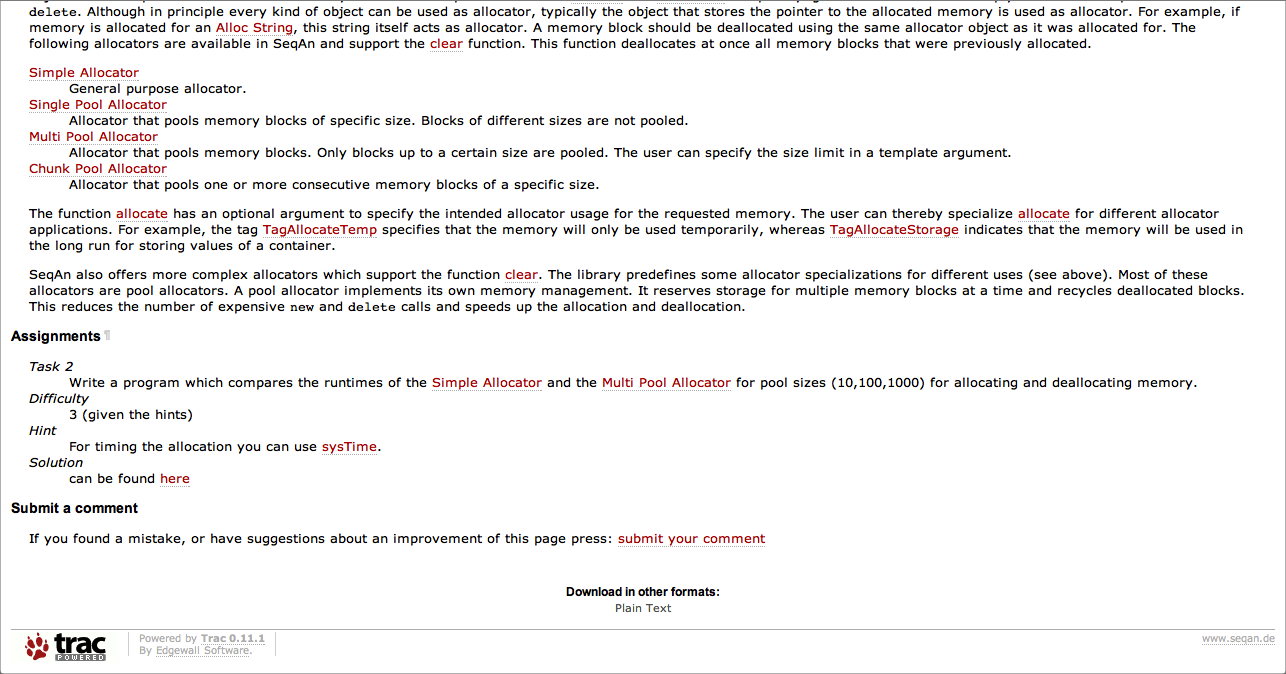 delete. Although in principle every kind of object can be used as allocator, typically the object that stores the pointer to the allocated memory is used as allocator. For example, if
memory is allocated for an Alloc String, this string itself acts as allocator. A memory block should be deallocated using the same allocator object as it was allocated for. The
following allocators are available in SeqAn and support the clear function. This function deallocates at once all memory blocks that were previously allocated.
Simple Allocator
General purpose allocator.
Single Pool Allocator
Allocator that pools memory blocks of specific size. Blocks of different sizes are not pooled.
Multi Pool Allocator
Allocator that pools memory blocks. Only blocks up to a certain size are pooled. The user can specify the size limit in a template argument.
Chunk Pool Allocator
Allocator that pools one or more consecutive memory blocks of a specific size.
The function allocate has an optional argument to specify the intended allocator usage for the requested memory. The user can thereby specialize allocate for different allocator
applications. For example, the tag TagAllocateTemp specifies that the memory will only be used temporarily, whereas TagAllocateStorage indicates that the memory will be used in
the long run for storing values of a container.
SeqAn also offers more complex allocators which support the function clear. The library predefines some allocator specializations for different uses (see above). Most of these
allocators are pool allocators. A pool allocator implements its own memory management. It reserves storage for multiple memory blocks at a time and recycles deallocated blocks.
This reduces the number of expensive new and delete calls and speeds up the allocation and deallocation.
Assignments ¶
Task 2
Write a program which compares the runtimes of the Simple Allocator and the Multi Pool Allocator for pool sizes (10,100,1000) for allocating and deallocating memory.
Difficulty
3 (given the hints)
Hint
For timing the allocation you can use sysTime.
Solution
can be found here
Submit a comment
If you found a mistake, or have suggestions about an improvement of this page press: submit your comment
Download in other formats:
Plain Text
trac
POWERED
Powered by Trac 0.11.1
By Edgewall Software.
www.seqan.de